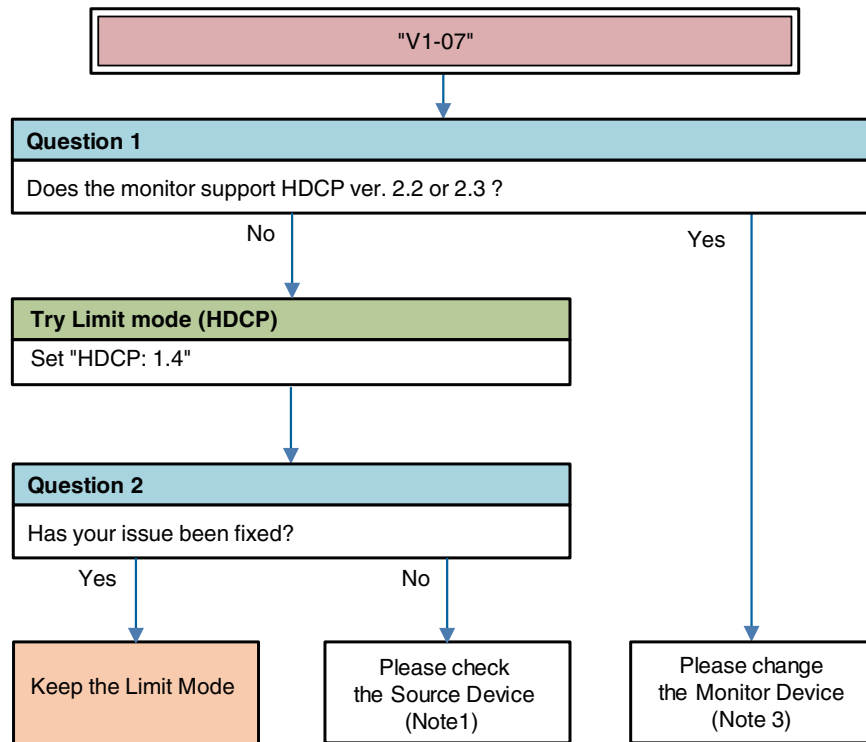 "V1-07"
Question 1
Does the monitor support HDCP ver. 2.2 or 2.3 ?
No
Yes
Try Limit mode (HDCP)
Set "HDCP: 1.4"
Question 2
Has your issue been fixed?
Yes
No
Keep the Limit Mode
Please check
the Source Device
(Note1)
Please change
the Monitor Device
(Note 3)